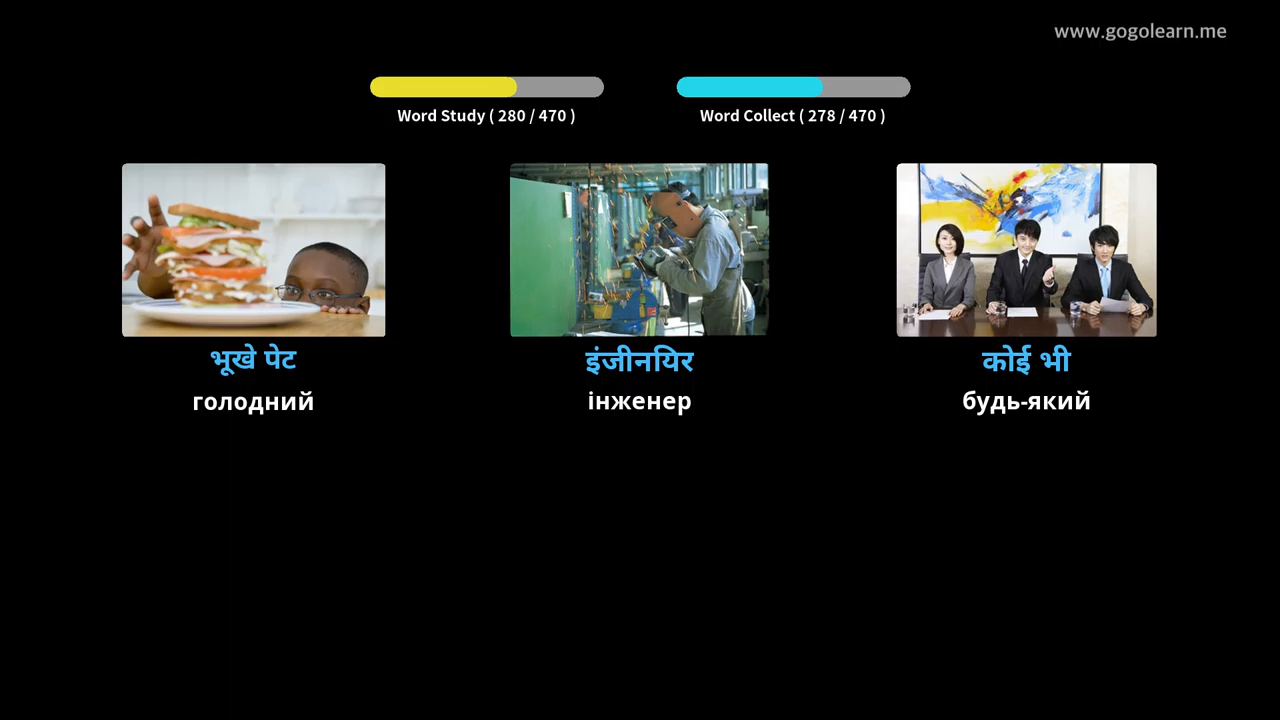 www.gogolearn.me
Word Study ( 280 / 470 )
Word Collect ( 278 / 470 )
भूखे पेट
इंजीनियर
कोई भी
голодний
інженер
будь-який